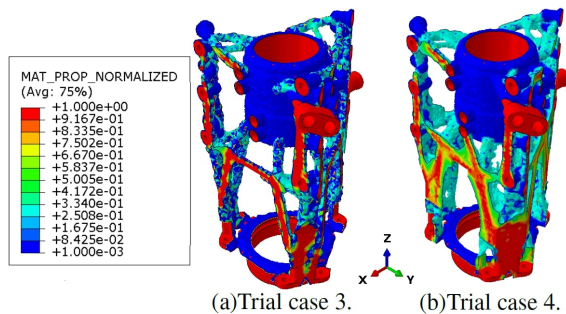 MAT_PROP_NORMALIZED
(Avg: 75%)
+1.000e+00
+9.167e-01
+8.335e-01
+7.502e-01
+6.670e-01
+5.837e-01
+5.005e-01
+4.172e-01
+3.340e-01
+2.508e-01
+1.675e-01
+8.425e-02
+1.000e-03
Z
X
Y
(a)Trial case 3.
(b)Trial case 4.